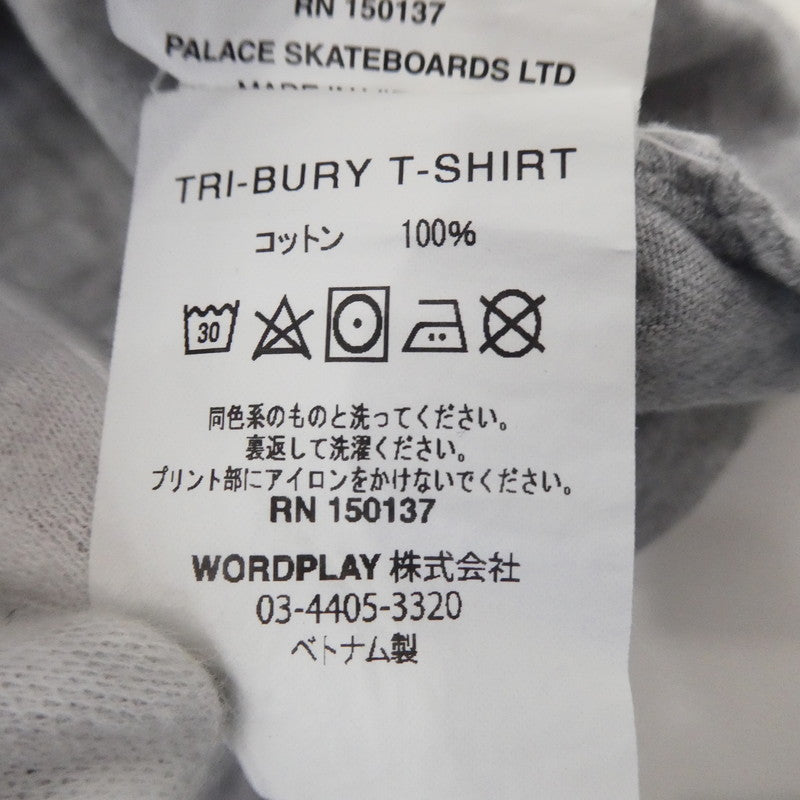 RN 150137
PALACE SKATEBOARDS LTD
MADE IN
TRI-BURY T-SHIRT
コットン 100%
30
同色系のものと洗ってください。
裏返して洗濯ください。
プリント部にアイロンをかけないでください。
RN 150137
WORDPLAY 株式会社
03-4405-3320
ベトナム製